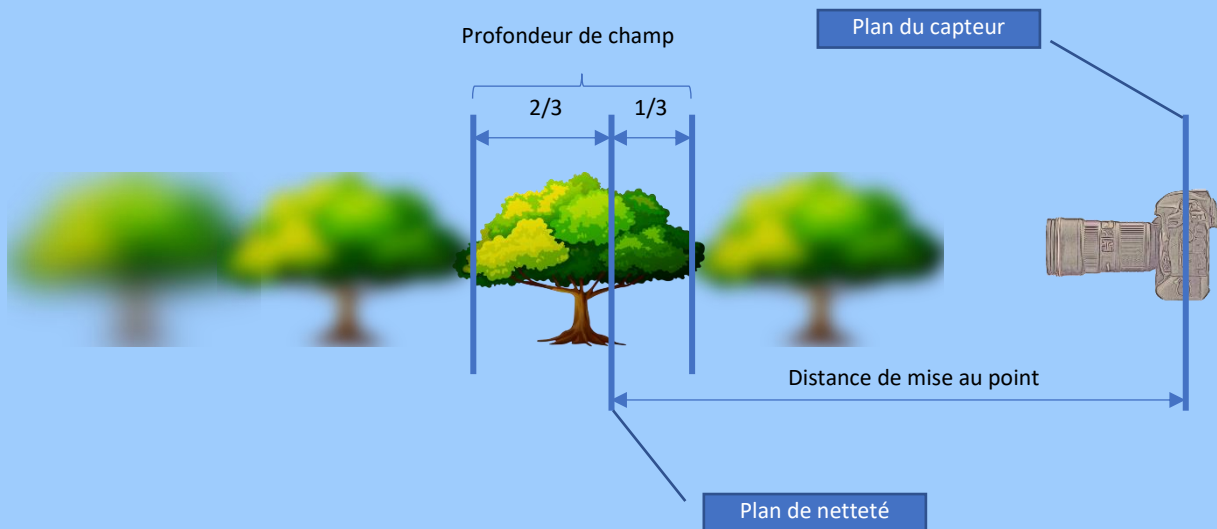 Plan du capteur
Profondeur de champ
2/3
1/3
Distance de mise au point
Plan de netteté